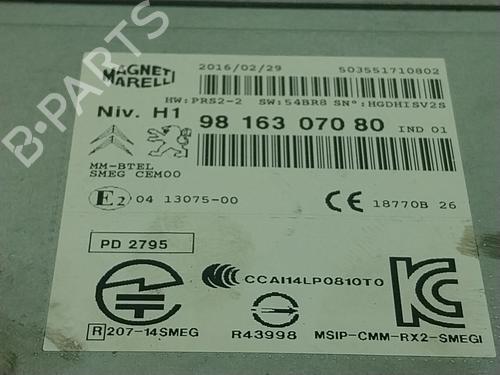 MAGNETI MARELLI
2016/02/29 503551710802
HW:PRS2-2 SW:54BR8 SN°:HGDHISV2S
Niv. H1 98 163 070 80 IND 01
MM-BTEL
SMEG CEM00
E2 04 13075-00 CE 18770B 26
PD 2795
CCAI14LP0810T0
R 207-14SMEG R43998 MSIP-CMM-RX2-SMEGI
B-PARTS